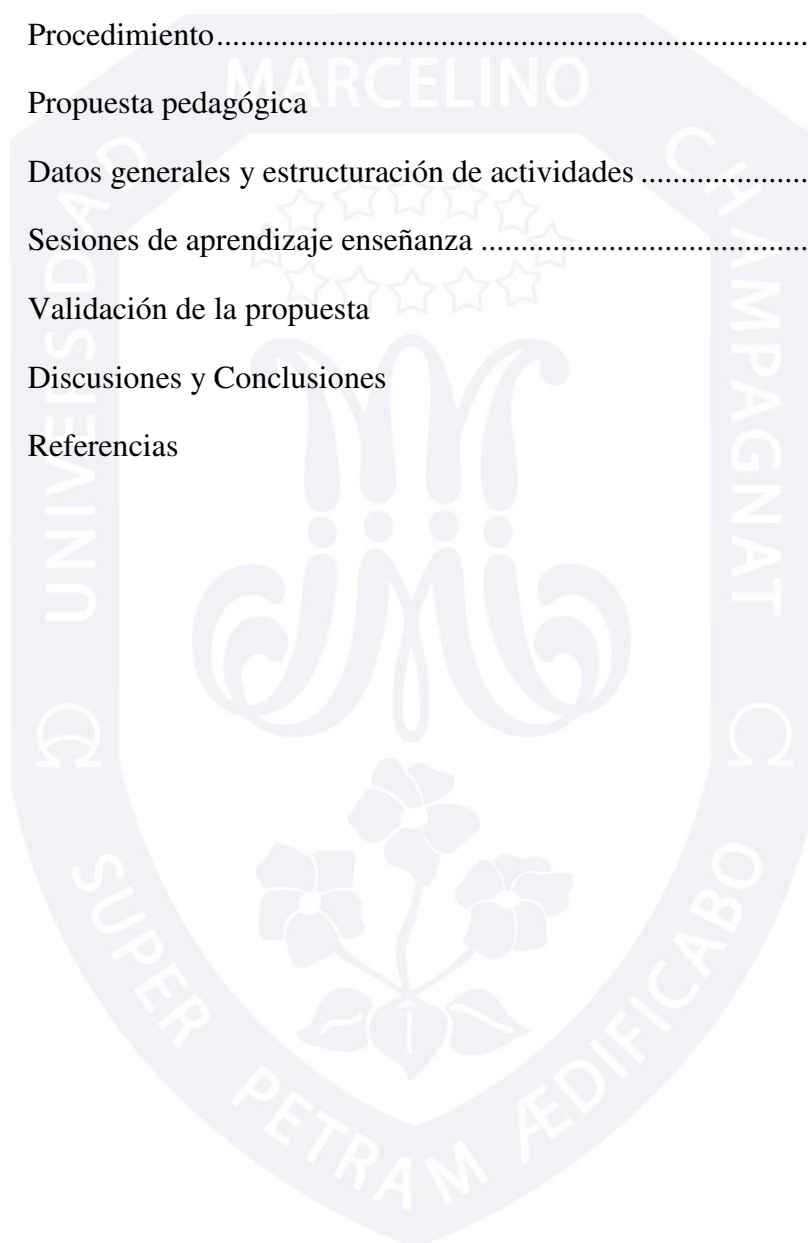 Procedimiento..........................................................................
Propuesta pedagógica
Datos generales y estructuración de actividades .....................
Sesiones de aprendizaje enseñanza .........................................
Validación de la propuesta
Discusiones y Conclusiones
Referencias
UNIVERSIDAD
MARCELINO
CHAMPAGNAT
SUPER PETRAM ÆDIFICABO